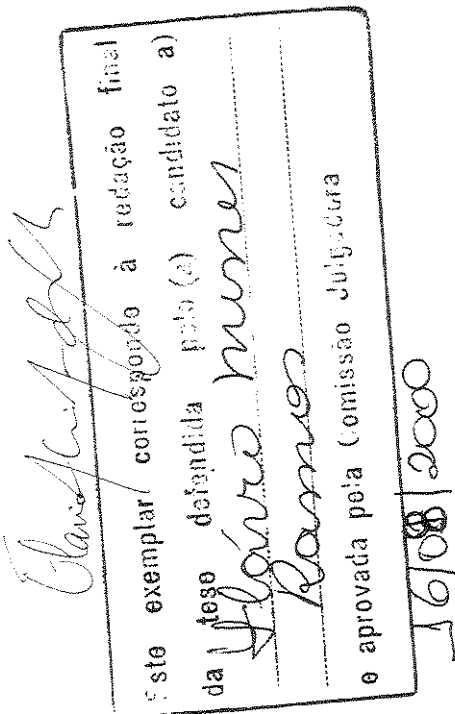 Este exemplar corresponde à redação final
da tese defendida pelo (a) candidato a)
Flávio Nunes
Ramos
e aprovada pela Comissão Julgadora
16/08/2000